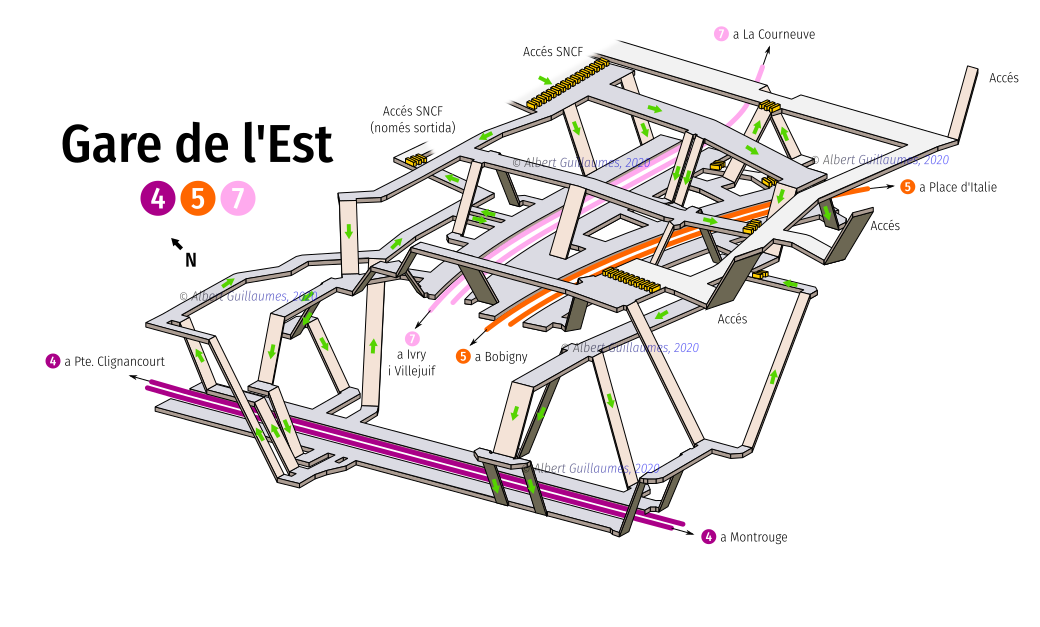 7 a La Courneuve
Accés SNCF
Accés
Accés SNCF
(només sortida)
Gare de l'Est
© Albert Guillaumes, 2020
© Albert Guillaumes, 2020
4 5 7
5 a Place d'Italie
Accés
N
© Albert Guillaumes, 2020
Accés
7
a Ivry
i Villejuif
5 a Bobigny
© Albert Guillaumes, 2020
4 a Pte. Clignancourt
© Albert Guillaumes, 2020
4 a Montrouge